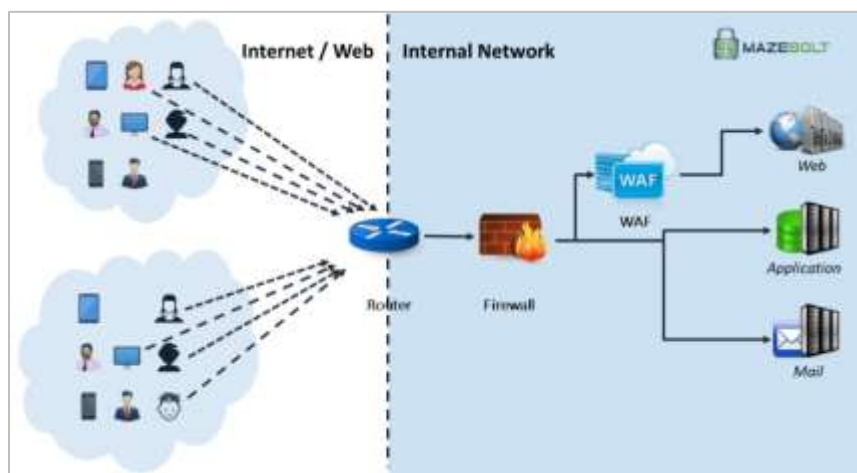 Internet / Web
Internal Network
MAZEBOLT
Web
WAF
WAF
Application
Router
Firewall
Mail